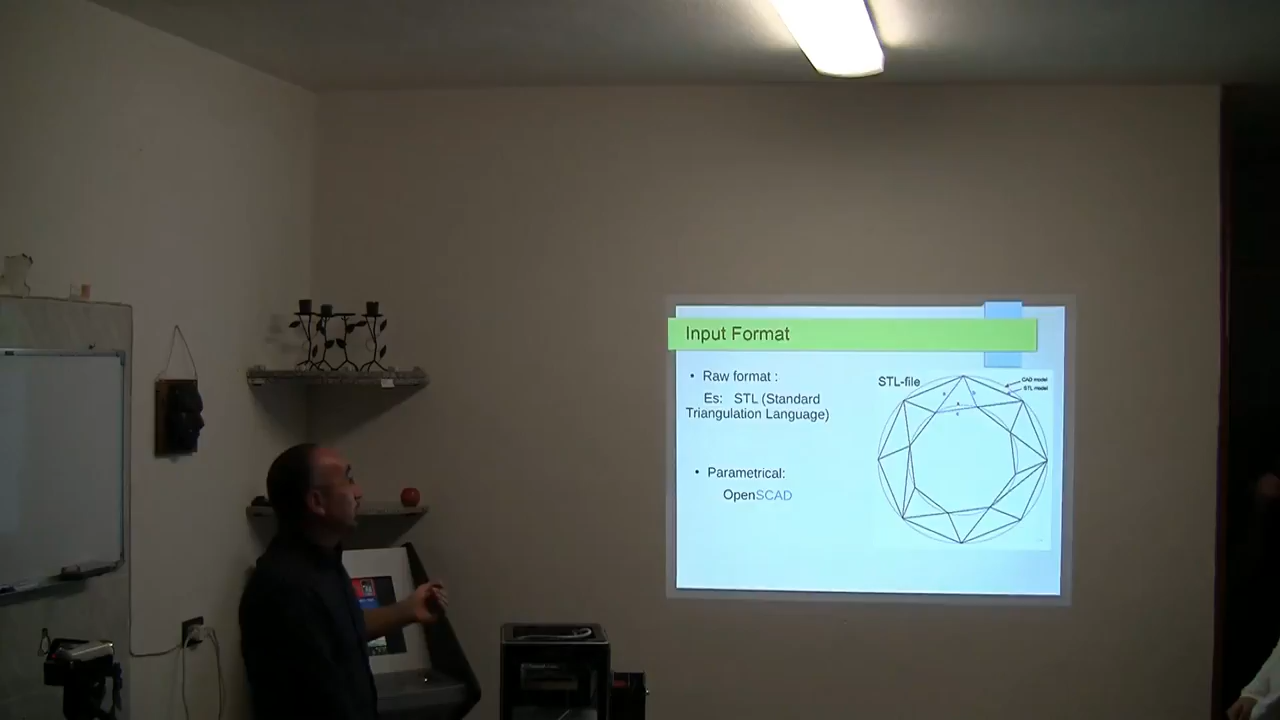 Input Format
• Raw format :
Es: STL (Standard
Triangulation Language)
• Parametrical:
OpenSCAD
STL-file
CAD model
STL model